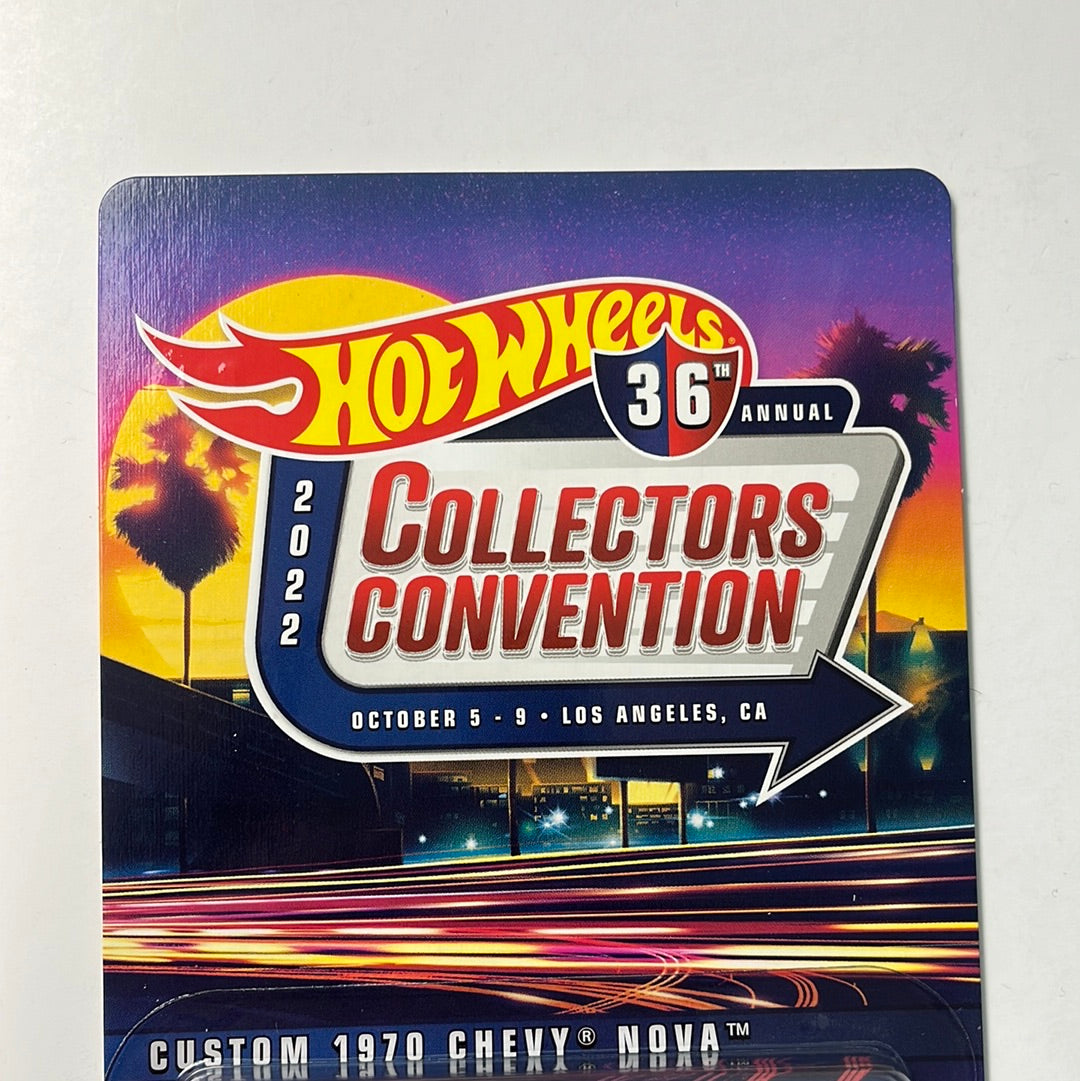 HOT WHEELS®
36TH
ANNUAL
2022
COLLECTORS
CONVENTION
OCTOBER 5 - 9 • LOS ANGELES, CA
CUSTOM 1970 CHEVY® NOVA™